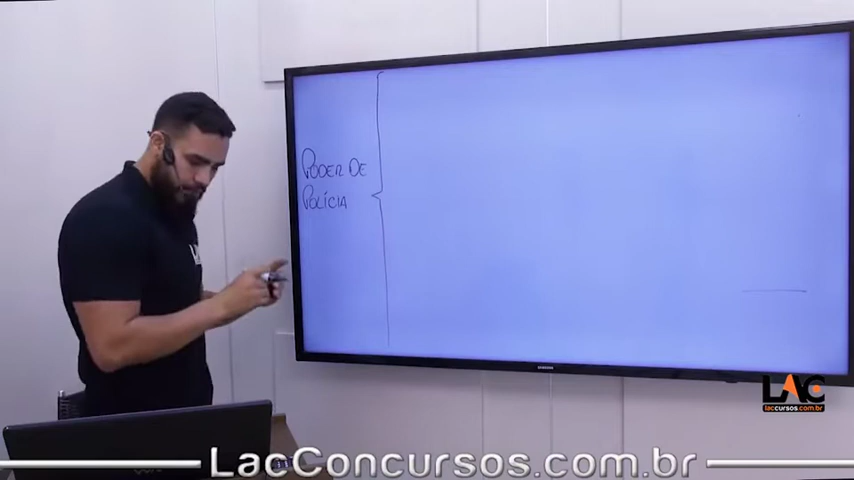 PODER DE
POLÍCIA
SAMSUNG
LAC
laccursos.com.br
LacConcursos.com.br